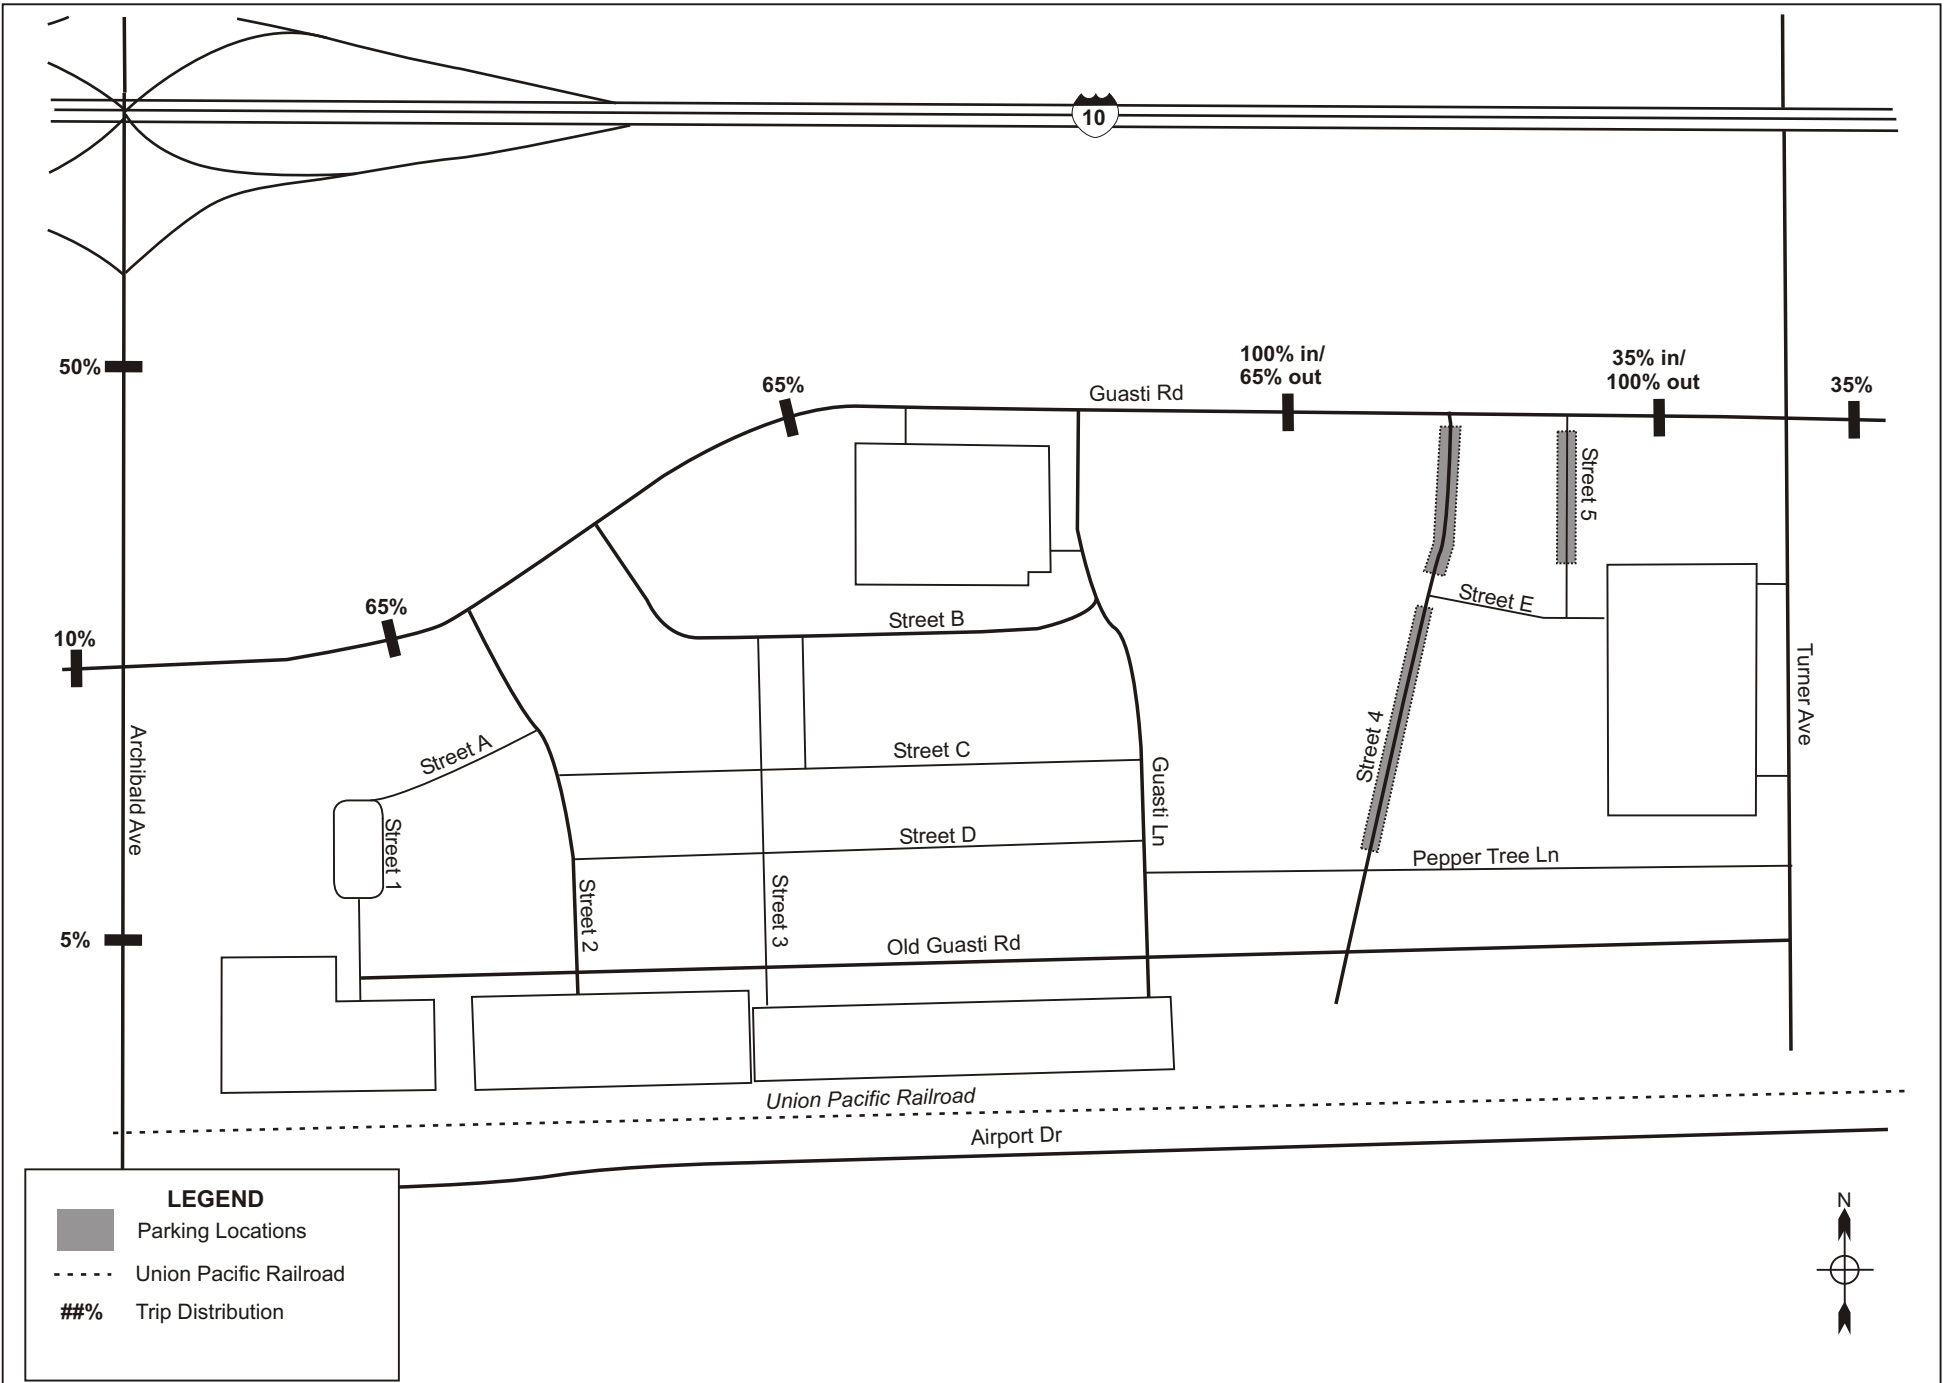 10
50%
65%
Guasti Rd
100% in/
65% out
35% in/
100% out
35%
Street 5
65%
10%
Street B
Street E
Archibald Ave
Street A
Street C
Guasti Ln
Street 4
Turner Ave
Street 1
Street D
Pepper Tree Ln
Street 2
Street 3
5%
Old Guasti Rd
Union Pacific Railroad
Airport Dr
LEGEND
Parking Locations
Union Pacific Railroad
##% Trip Distribution
N